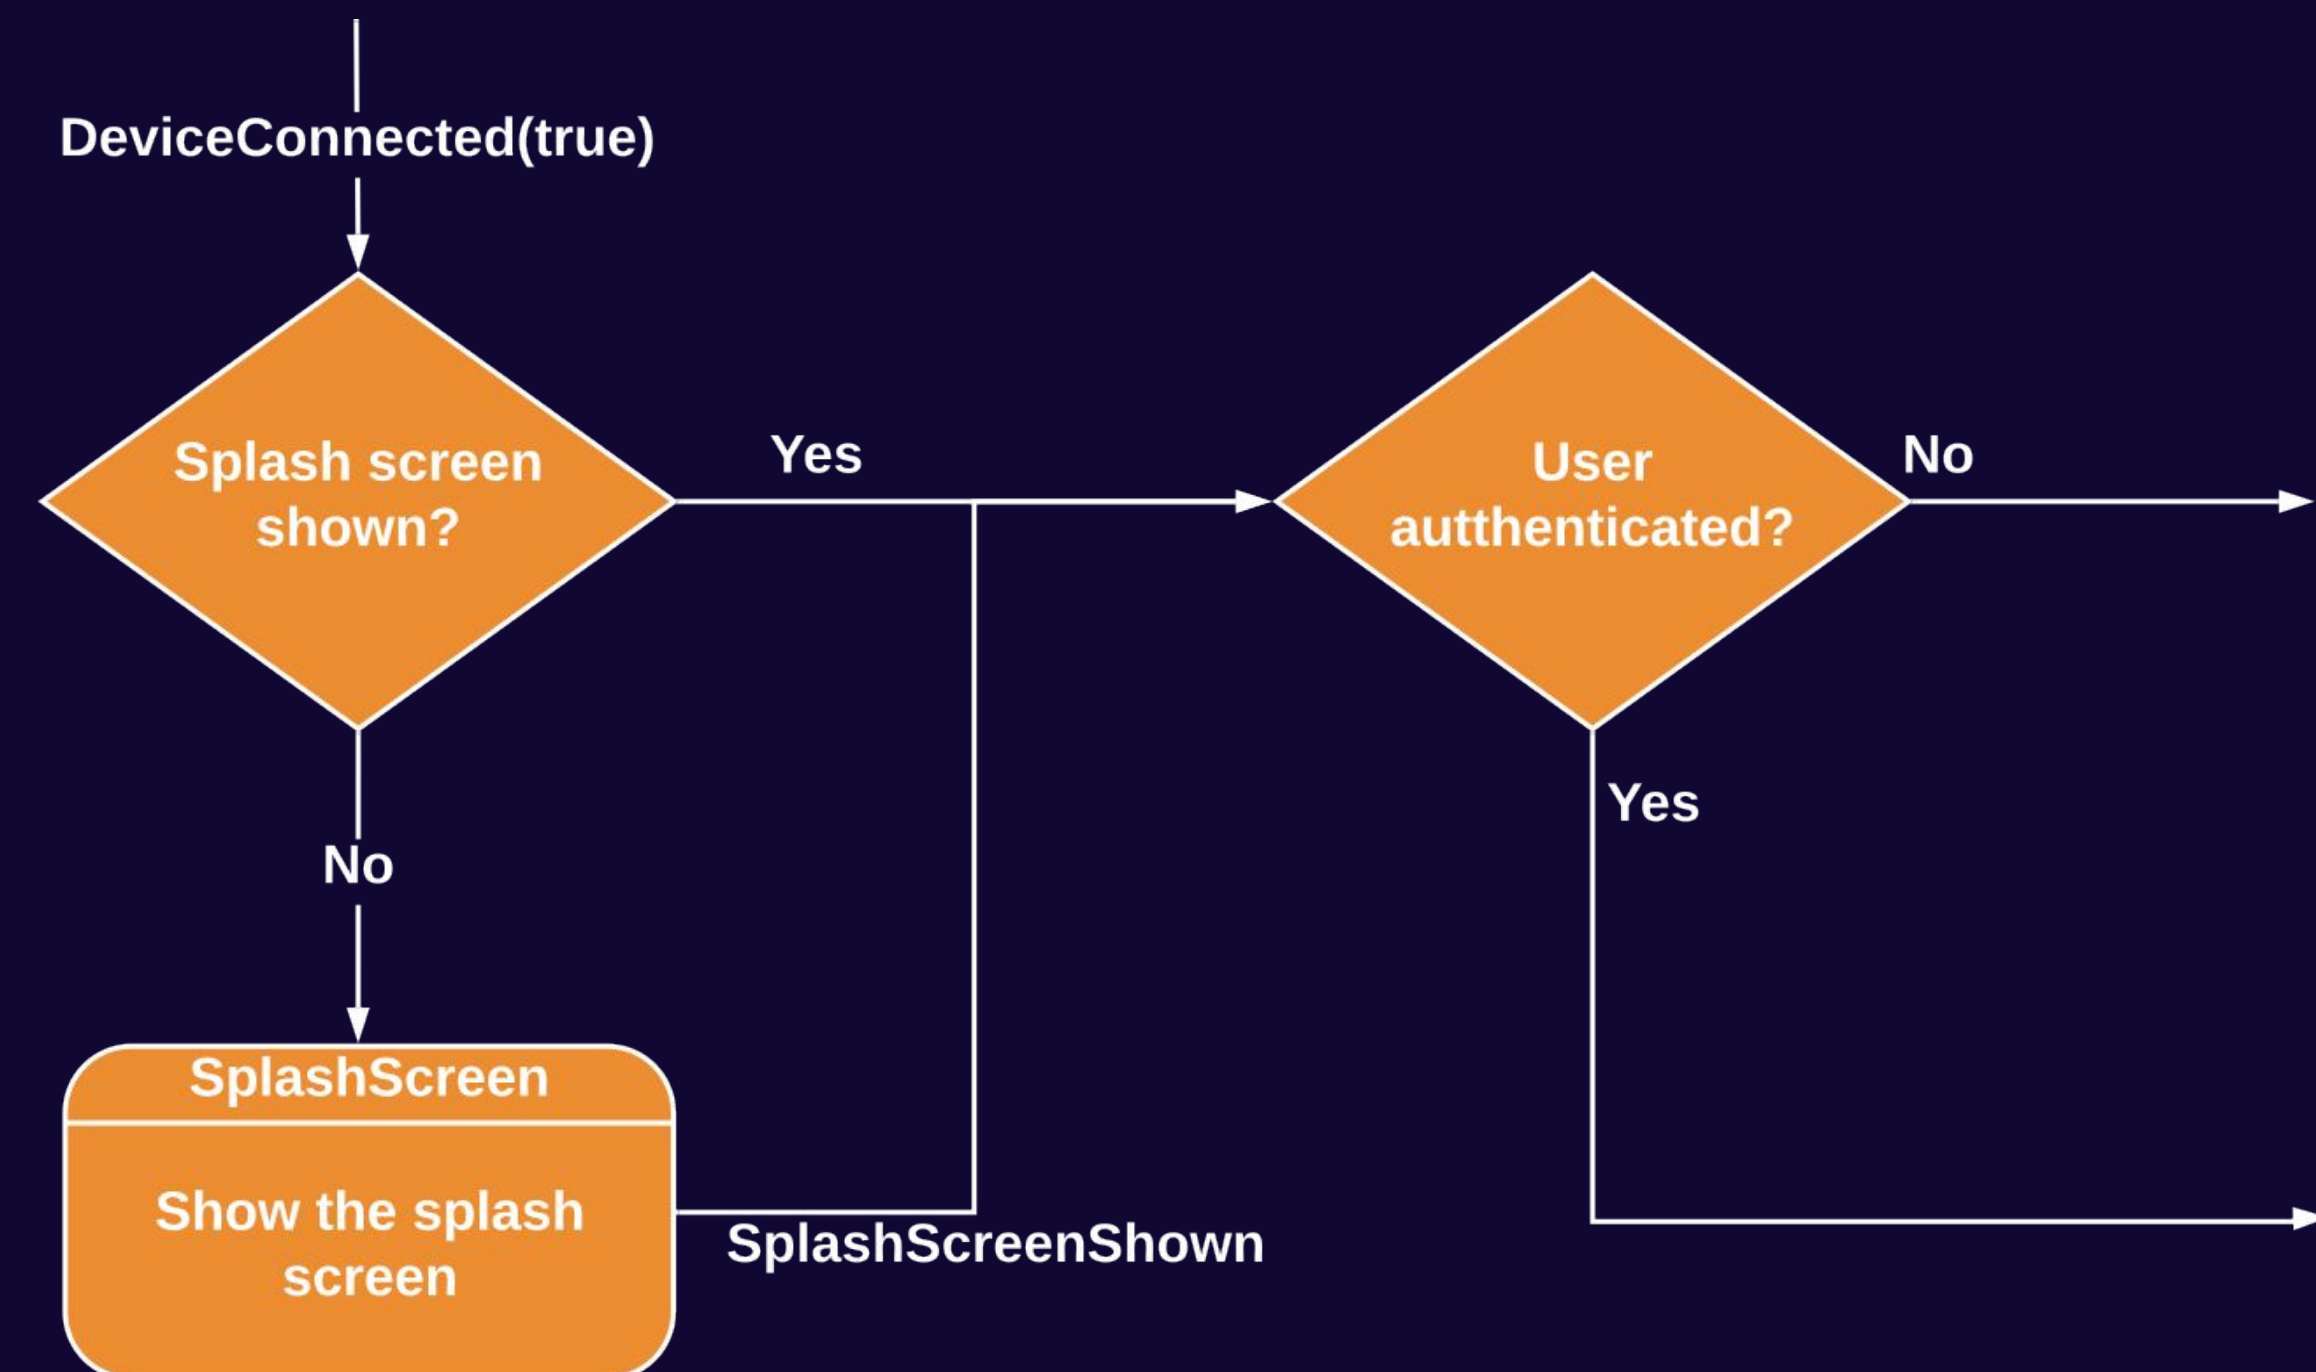 DeviceConnected(true)
Splash screen
shown?
Yes
User
autthenticated?
No
Yes
No
SplashScreen
Show the splash
screen
SplashScreenShown